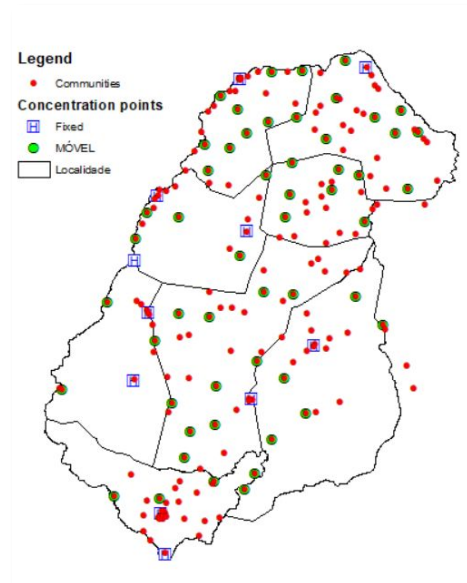 Legend
Communities
Concentration points
H Fixed
MÓVEL
Localidade